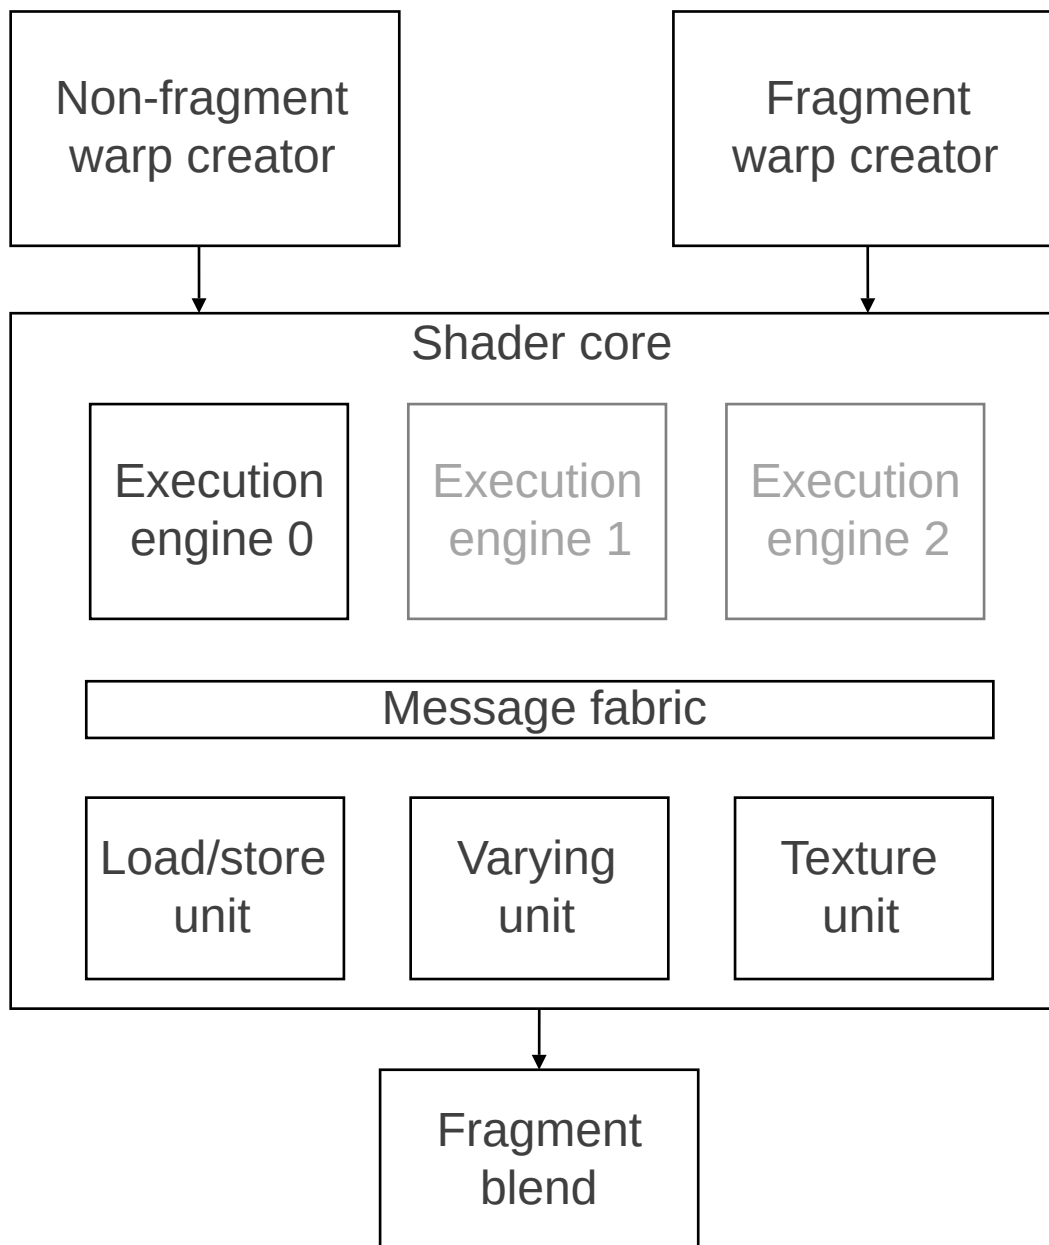 Non-fragment
warp creator
Fragment
warp creator
Shader core
Execution
engine 0
Execution
engine 1
Execution
engine 2
Message fabric
Load/store
unit
Varying
unit
Texture
unit
Fragment
blend